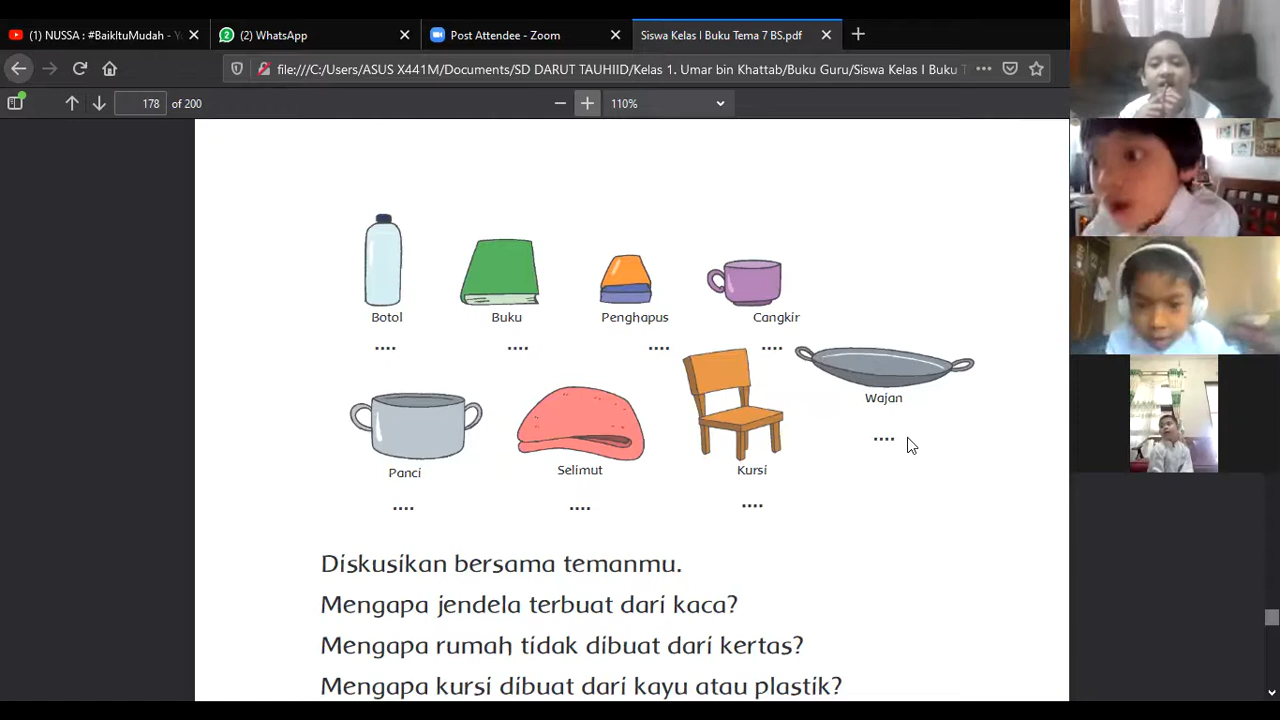 (1) NUSSA : #BaikItuMudah - Y
(2) WhatsApp
Post Attendee - Zoom
Siswa Kelas I Buku Tema 7 BS.pdf
file:///C:/Users/ASUS X441M/Documents/SD DARUT TAUHIID/Kelas 1. Umar bin Khattab/Buku Guru/Siswa Kelas I Buku T
178 of 200
110%
Botol Buku Penghapus Cangkir
.... .... .... ....
Wajan
....
Panci Selimut Kursi
.... .... ....
Diskusikan bersama temanmu.
Mengapa jendela terbuat dari kaca?
Mengapa rumah tidak dibuat dari kertas?
Mengapa kursi dibuat dari kayu atau plastik?